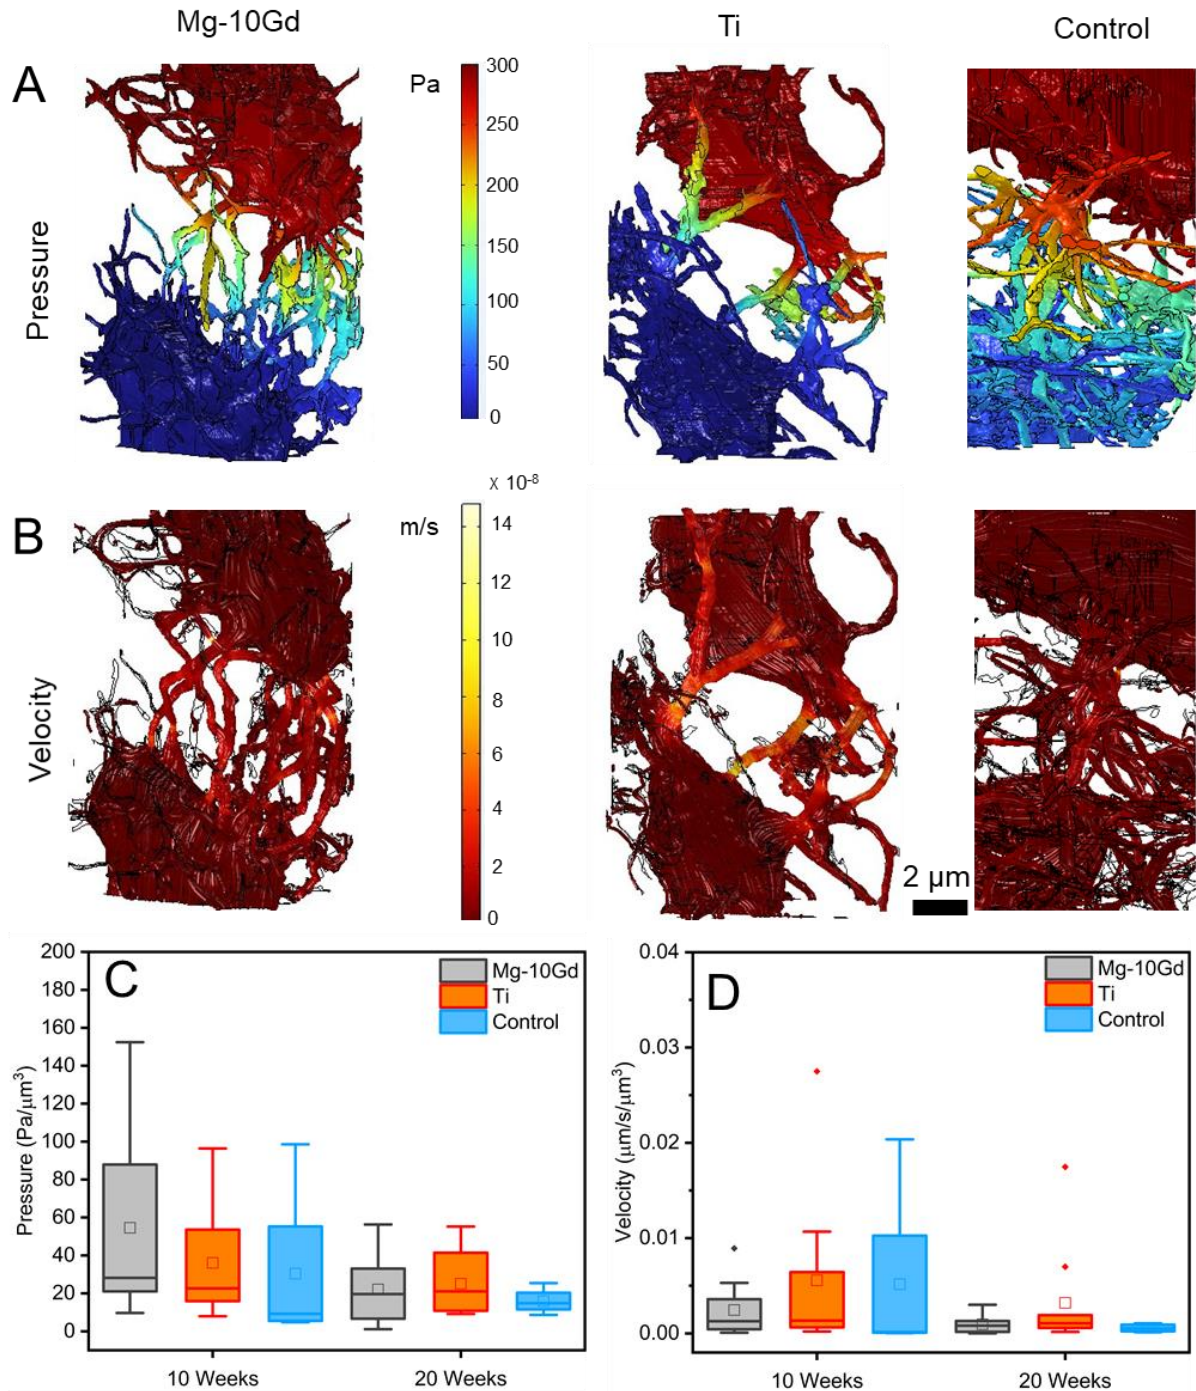 Mg-10Gd
Ti
Control
A
Pa
Pressure
300
250
200
150
100
50
0
B
m/s
x 10-8
Velocity
14
12
10
8
6
4
2
0
2 µm
C
Mg-10Gd
Ti
Control
Pressure (Pa/µm3)
200
180
160
140
120
100
80
60
40
20
0
10 Weeks
20 Weeks
D
Mg-10Gd
Ti
Control
Velocity (µm/s/µm3)
0.04
0.03
0.02
0.01
0.00
10 Weeks
20 Weeks